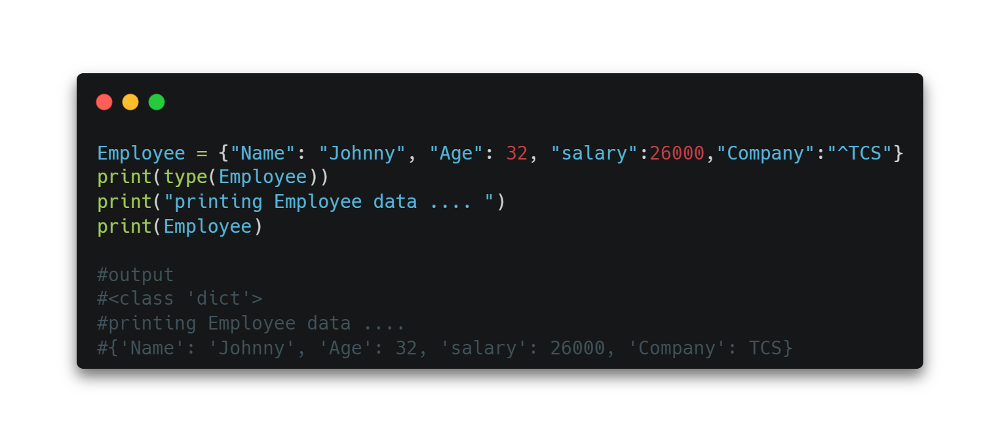 Employee = {"Name": "Johnny", "Age": 32, "salary":26000,"Company":"^TCS"}
print(type(Employee))
print("printing Employee data .... ")
print(Employee)
#output
#<class 'dict'>
#printing Employee data ....
#{'Name': 'Johnny', 'Age': 32, 'salary': 26000, 'Company': TCS}